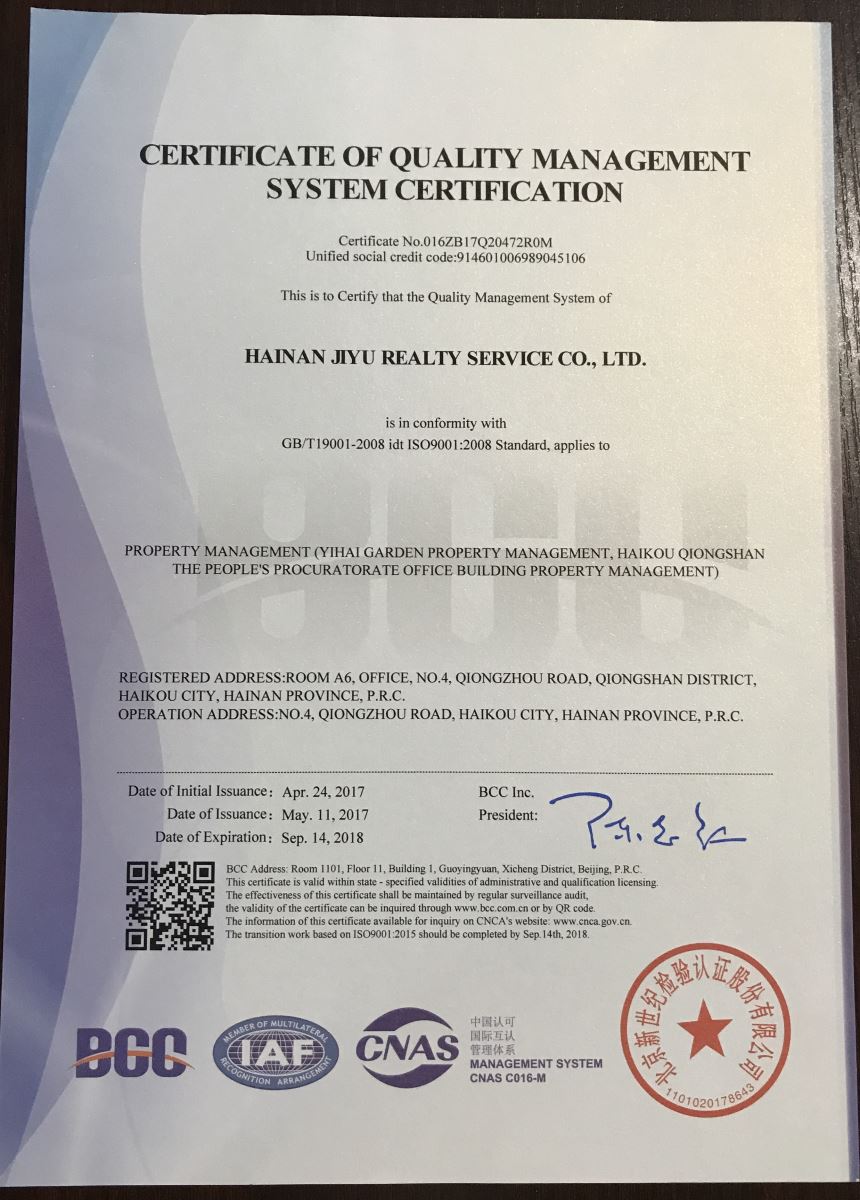 CERTIFICATE OF QUALITY MANAGEMENT
SYSTEM CERTIFICATION
Certificate No.016ZB17Q20472R0M
Unified social credit code:914601006989045106
This is to Certify that the Quality Management System of
HAINAN JIYU REALTY SERVICE CO., LTD.
is in conformity with
GB/T19001-2008 idt ISO9001:2008 Standard, applies to
BCC
PROPERTY MANAGEMENT (YIHAI GARDEN PROPERTY MANAGEMENT, HAIKOU QIONGSHAN
THE PEOPLE'S PROCURATORATE OFFICE BUILDING PROPERTY MANAGEMENT)
REGISTERED ADDRESS:ROOM A6, OFFICE, NO.4, QIONGZHOU ROAD, QIONGSHAN DISTRICT,
HAIKOU CITY, HAINAN PROVINCE, P.R.C.
OPERATION ADDRESS:NO.4, QIONGZHOU ROAD, HAIKOU CITY, HAINAN PROVINCE, P.R.C.
Date of Initial Issuance: Apr. 24, 2017
Date of Issuance: May. 11, 2017
Date of Expiration: Sep. 14, 2018
BCC Inc.
President:
BCC Address: Room 1101, Floor 11, Building 1, Guoyingyuan, Xicheng District, Beijing, P.R.C.
This certificate is valid within state - specified validities of administrative and qualification licensing.
The effectiveness of this certificate shall be maintained by regular surveillance audit,
the validity of the certificate can be inquired through www.bcc.com.cn or by QR code.
The information of this certificate available for inquiry on CNCA's website: www.cnca.gov.cn.
The transition work based on ISO9001:2015 should be completed by Sep.14th, 2018.
BCC
MEMBER OF MULTILATERAL
IAF
RECOGNITION ARRANGEMENT
CNAS
中国认可
国际互认
管理体系
MANAGEMENT SYSTEM
CNAS C016-M
北京新世纪检验认证股份有限公司
1101020178643